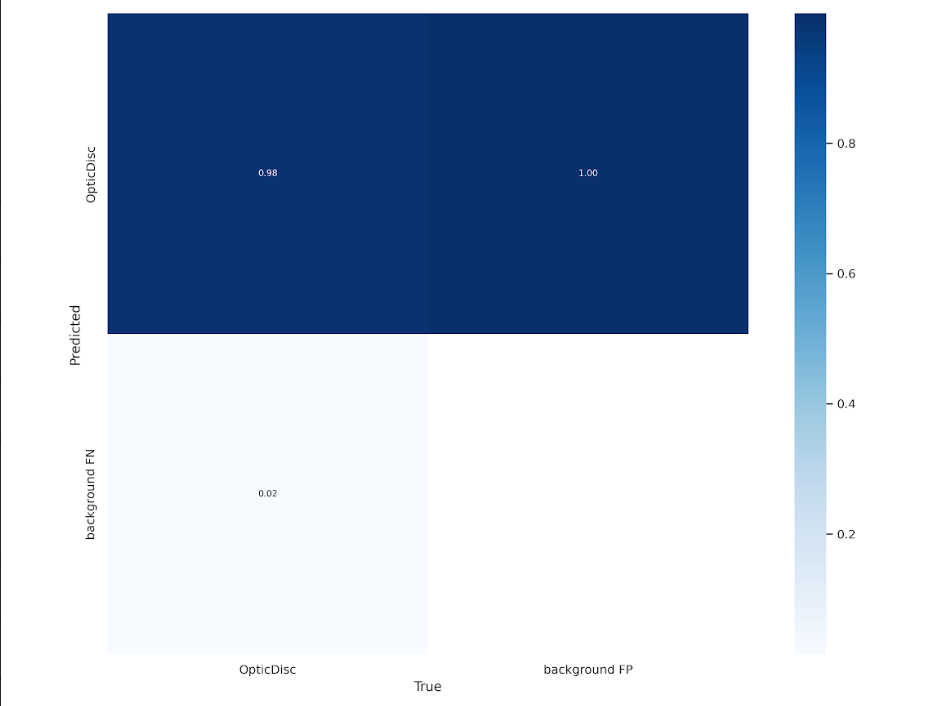 OpticDisc
0.98
1.00
0.8
0.6
Predicted
0.4
background FN
0.02
0.2
OpticDisc
background FP
True